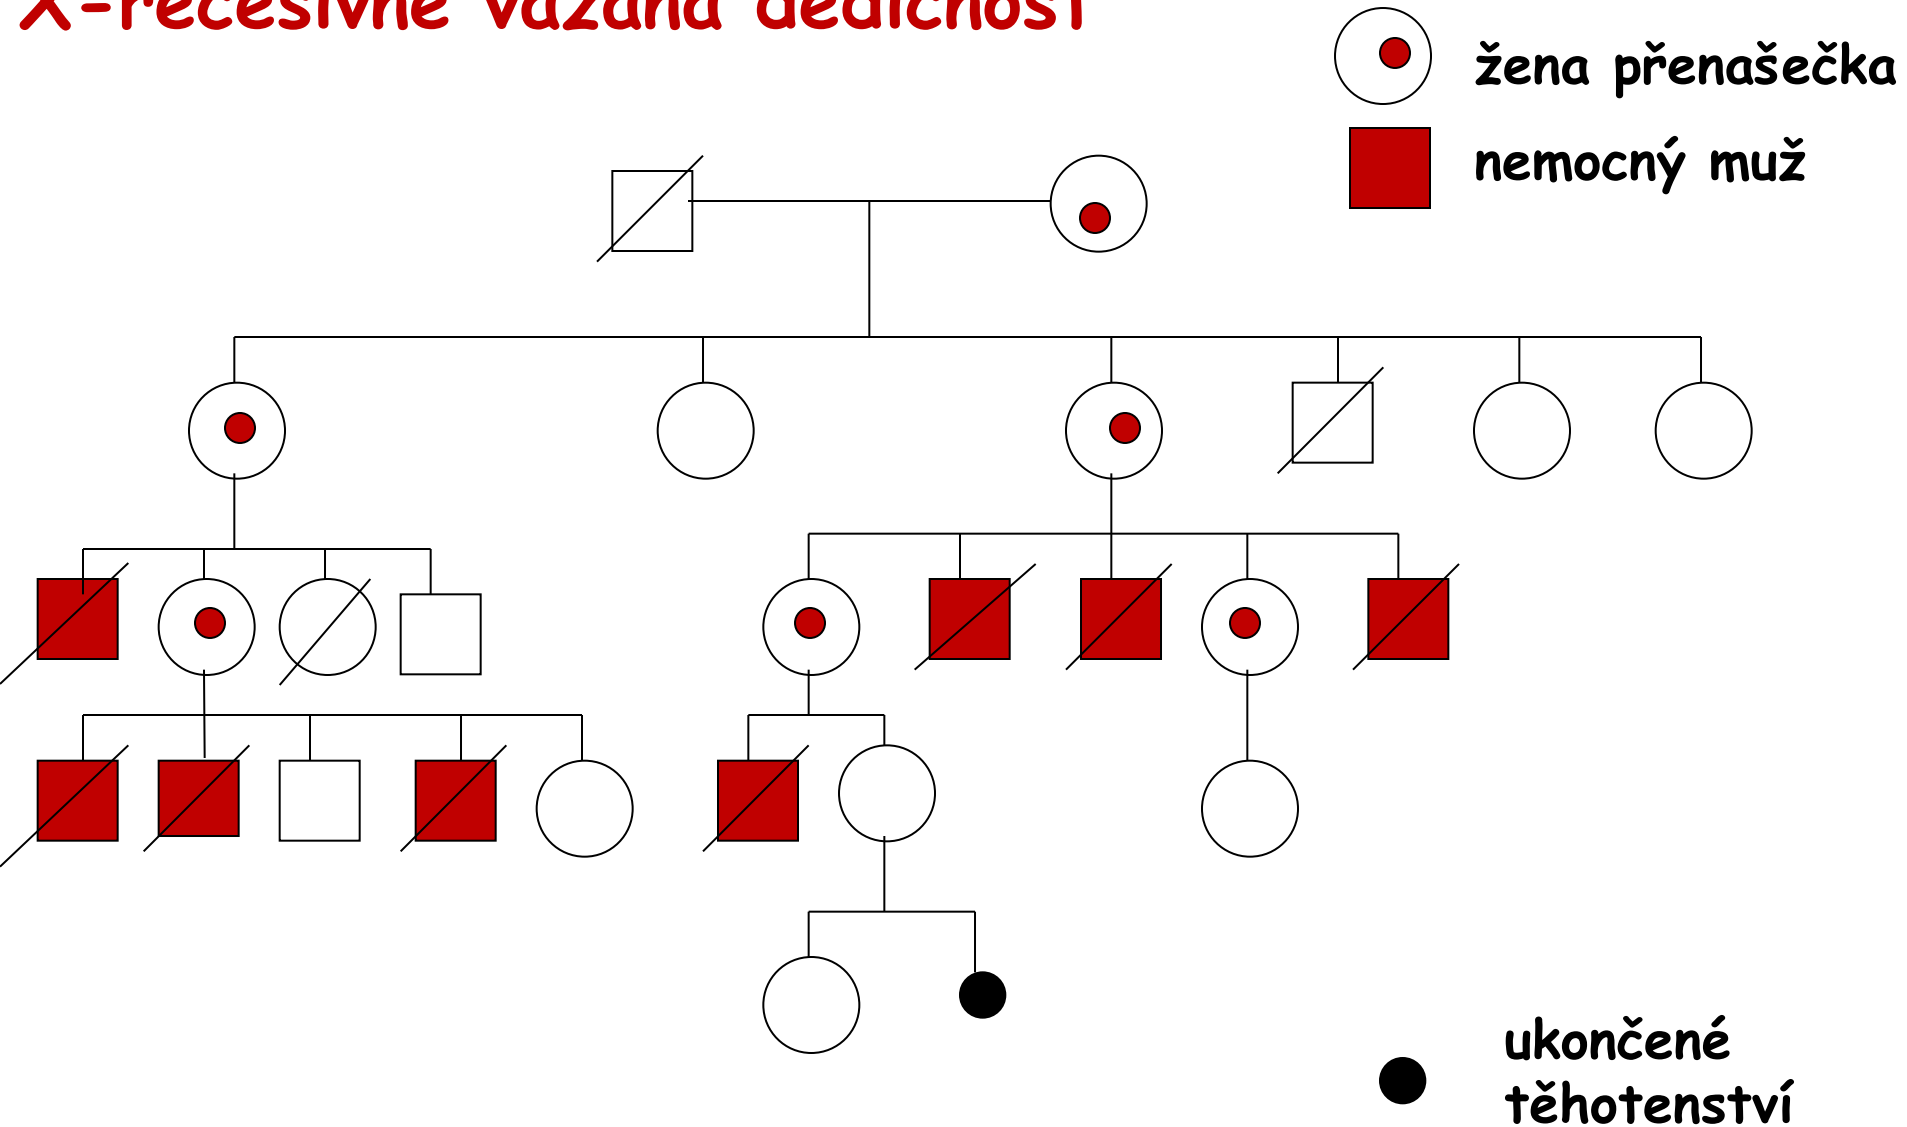 X-recesivně vázaná dědičnost
žena přenašečka
nemocný muž
ukončené
těhotenství